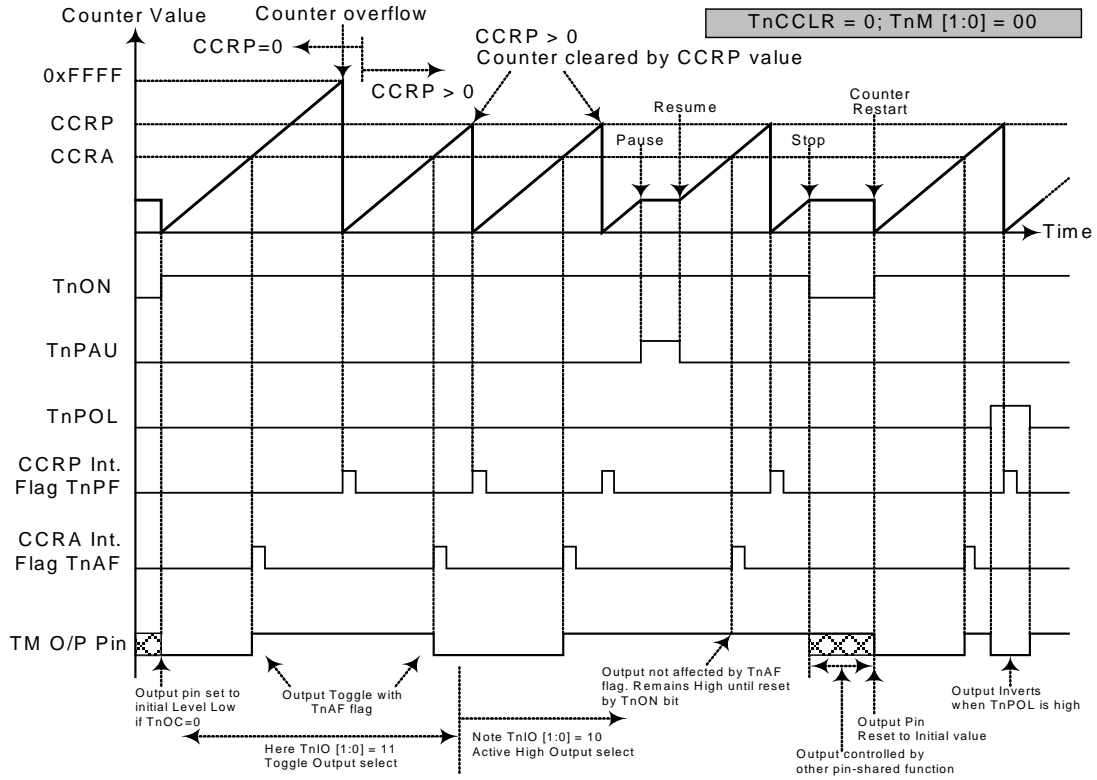 Counter Value
Counter overflow
TnCCLR = 0; TnM [1:0] = 00
CCRP=0
CCRP > 0
CCRP > 0
Counter cleared by CCRP value
0xFFFF
CCRP
CCRA
Pause
Resume
Stop
Counter
Restart
Time
TnON
TnPAU
TnPOL
CCRP Int.
Flag TnPF
CCRA Int.
Flag TnAF
TM O/P Pin
Output pin set to
initial Level Low
if TnOC=0
Output Toggle with
TnAF flag
Output not affected by TnAF
flag. Remains High until reset
by TnON bit
Output Inverts
when TnPOL is high
Here TnIO [1:0] = 11
Toggle Output select
Note TnIO [1:0] = 10
Active High Output select
Output Pin
Reset to Initial value
Output controlled by
other pin-shared function